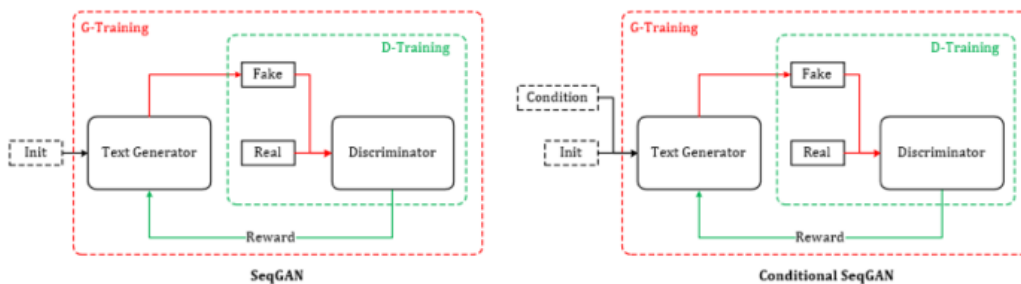 G-Training
D-Training
Fake
Init
Text Generator
Real
Discriminator
Reward
SeqGAN
G-Training
D-Training
Fake
Condition
Init
Text Generator
Real
Discriminator
Reward
Conditional SeqGAN